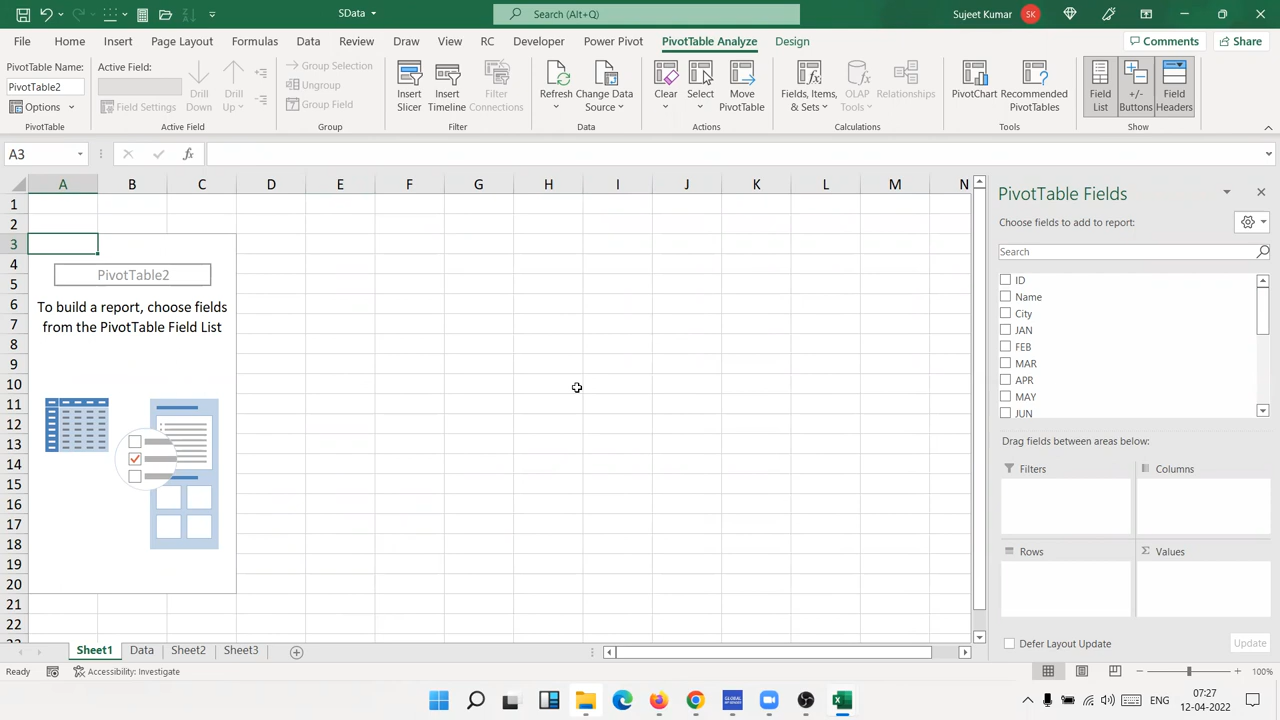 SData
Search (Alt+Q)
Sujeet Kumar SK
File Home Insert Page Layout Formulas Data Review Draw View RC Developer Power Pivot PivotTable Analyze Design Comments Share
PivotTable Name:
PivotTable2
Options
PivotTable
Active Field:
Field Settings
Drill Down
Drill Up
Active Field
Group Selection
Ungroup
Group Field
Group
Insert Slicer
Insert Timeline
Filter Connections
Filter
Refresh
Change Data Source
Data
Clear
Select
Move PivotTable
Actions
Fields, Items, & Sets
OLAP Tools
Relationships
Calculations
PivotChart
Recommended PivotTables
Tools
Field List
+/- Buttons
Field Headers
Show
A3 fx
A B C D E F G H I J K L M N
1
2
3
4
5
6
7
8
9
10
11
12
13
14
15
16
17
18
19
20
21
22
PivotTable2
To build a report, choose fields
from the PivotTable Field List
PivotTable Fields
Choose fields to add to report:
Search
ID
Name
City
JAN
FEB
MAR
APR
MAY
JUN
Drag fields between areas below:
Filters
Columns
Rows
Σ Values
Defer Layout Update Update
Sheet1 Data Sheet2 Sheet3
Ready Accessibility: Investigate 100%
ENG
07:27
12-04-2022